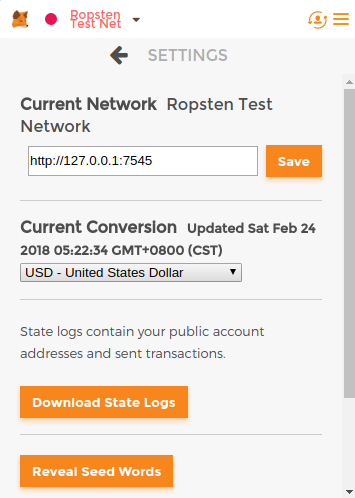 Ropsten
Test Net
SETTINGS
Current Network Ropsten Test
Network
http://127.0.0.1:7545
Save
Current Conversion Updated Sat Feb 24
2018 05:22:34 GMT+0800 (CST)
USD - United States Dollar
State logs contain your public account
addresses and sent transactions.
Download State Logs
Reveal Seed Words